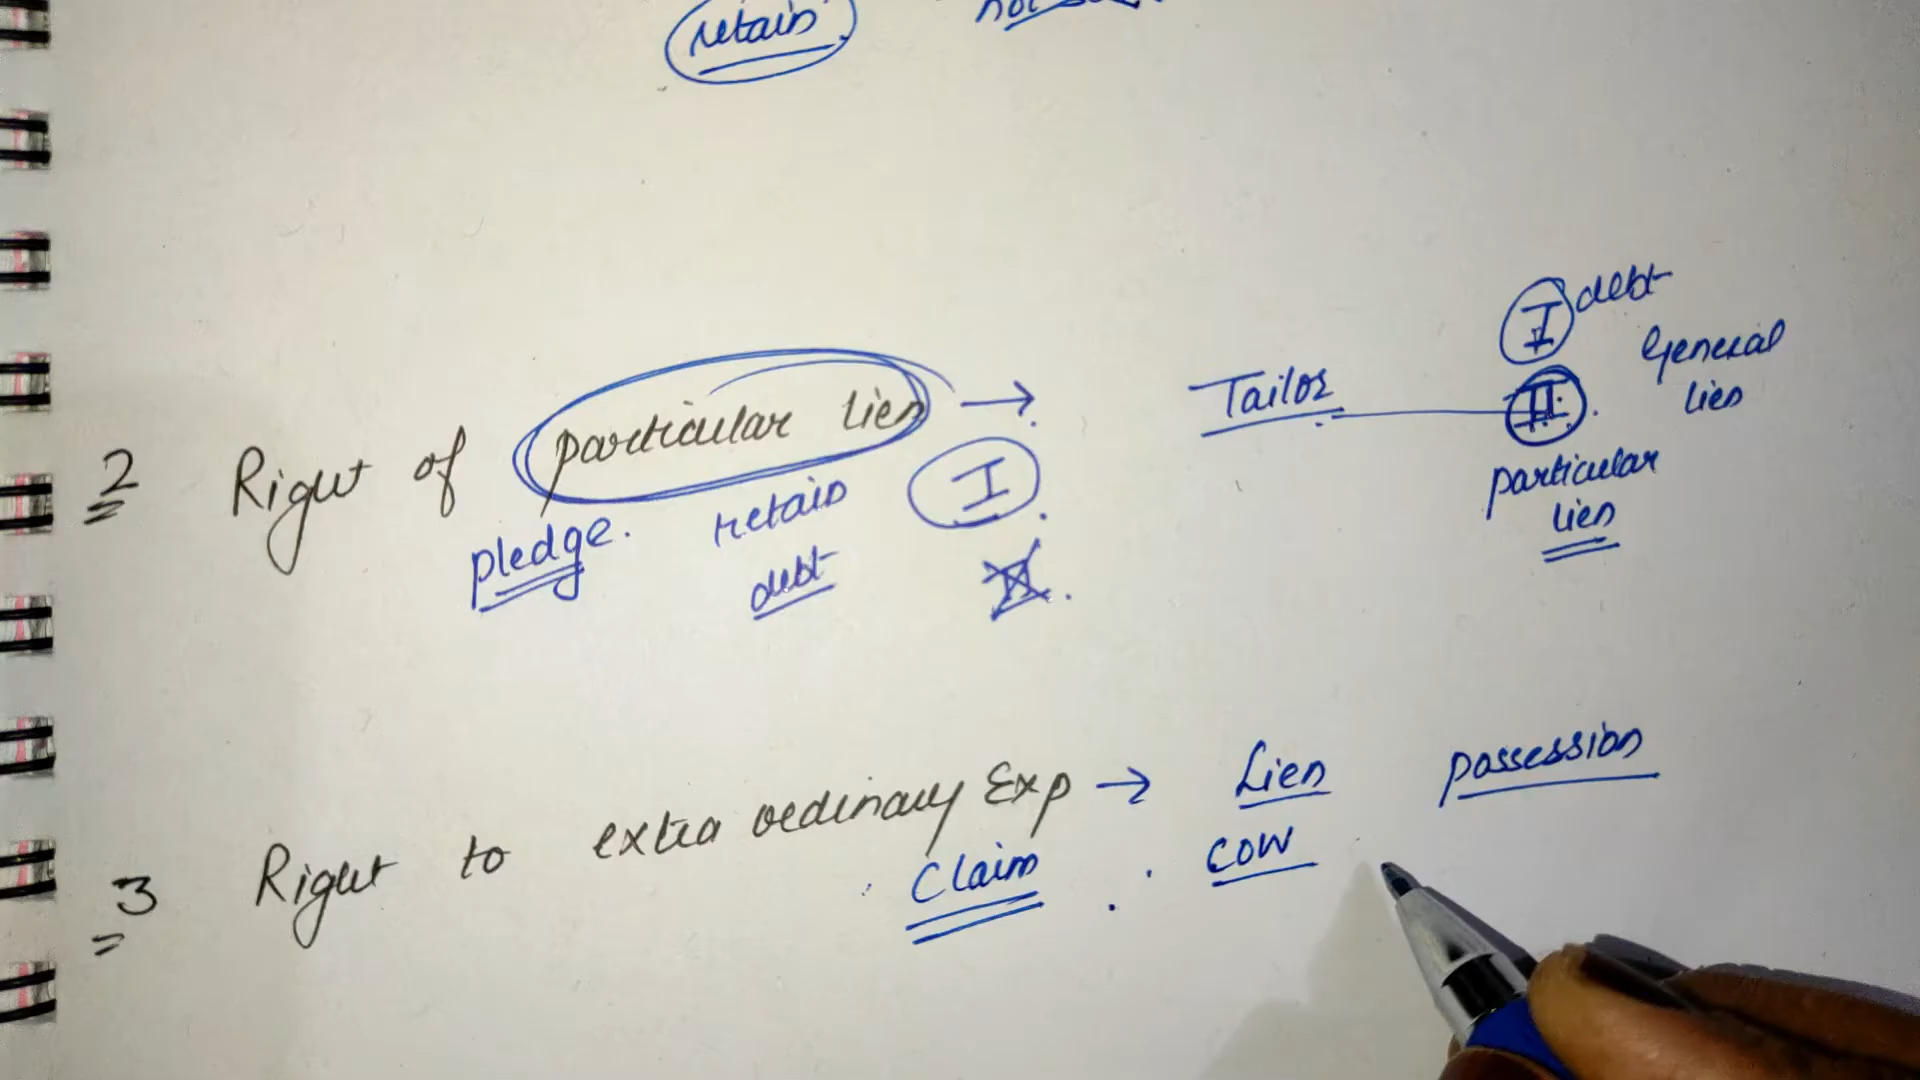 retain
2 Right of particular lien → Tailor
pledge. retain debt I
II
I debt
II. General lien
particular lien
3 Right to extra ordinary Exp → Lien possession
Claim . cow